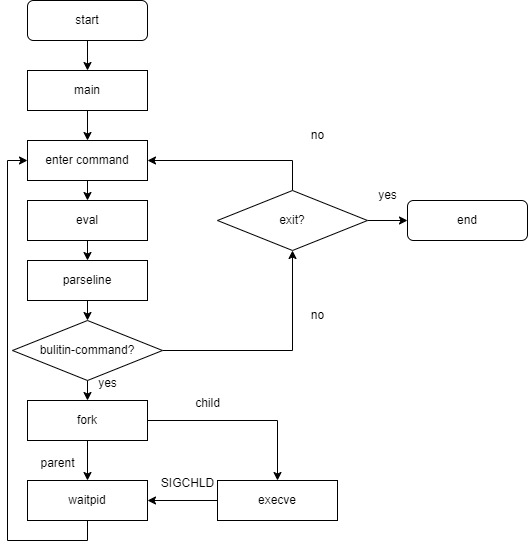 start
main
no
enter command
yes
eval
exit?
end
parseline
no
bulitin-command?
yes
child
fork
parent
SIGCHLD
waitpid
execve